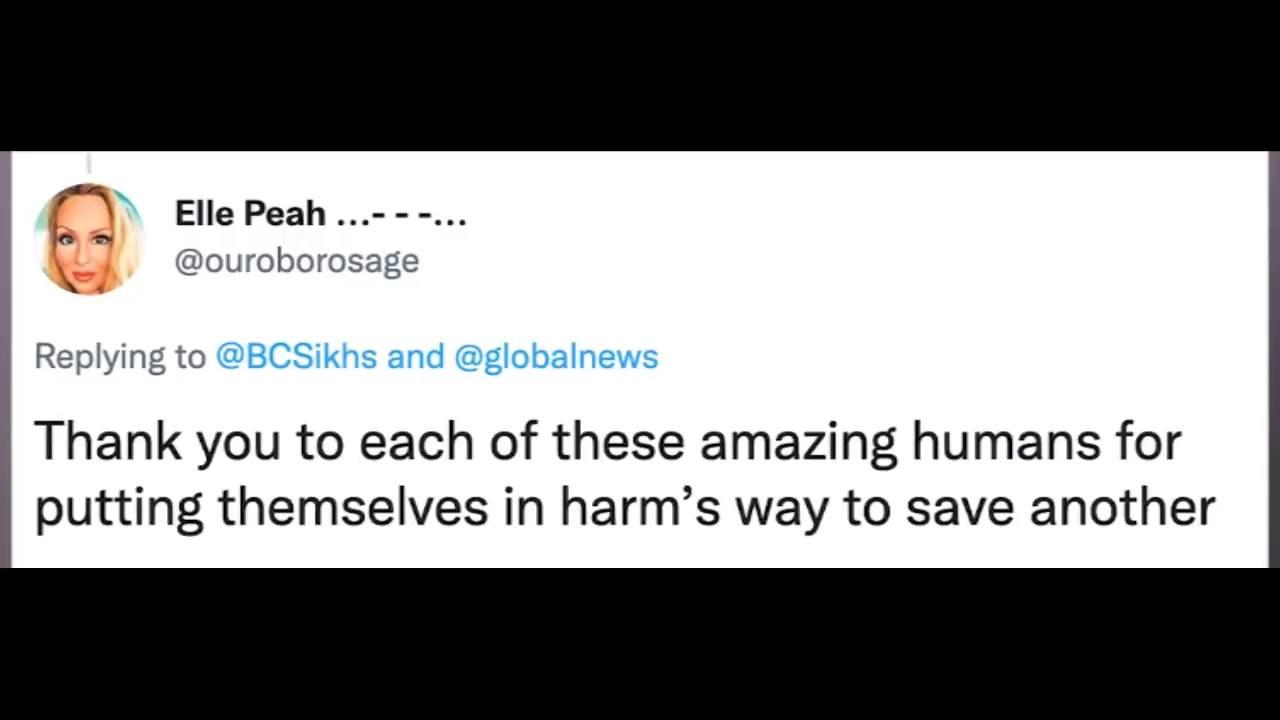 Elle Peah ...- - -...
@ouroborosage
Replying to @BCSikhs and @globalnews
Thank you to each of these amazing humans for
putting themselves in harm’s way to save another